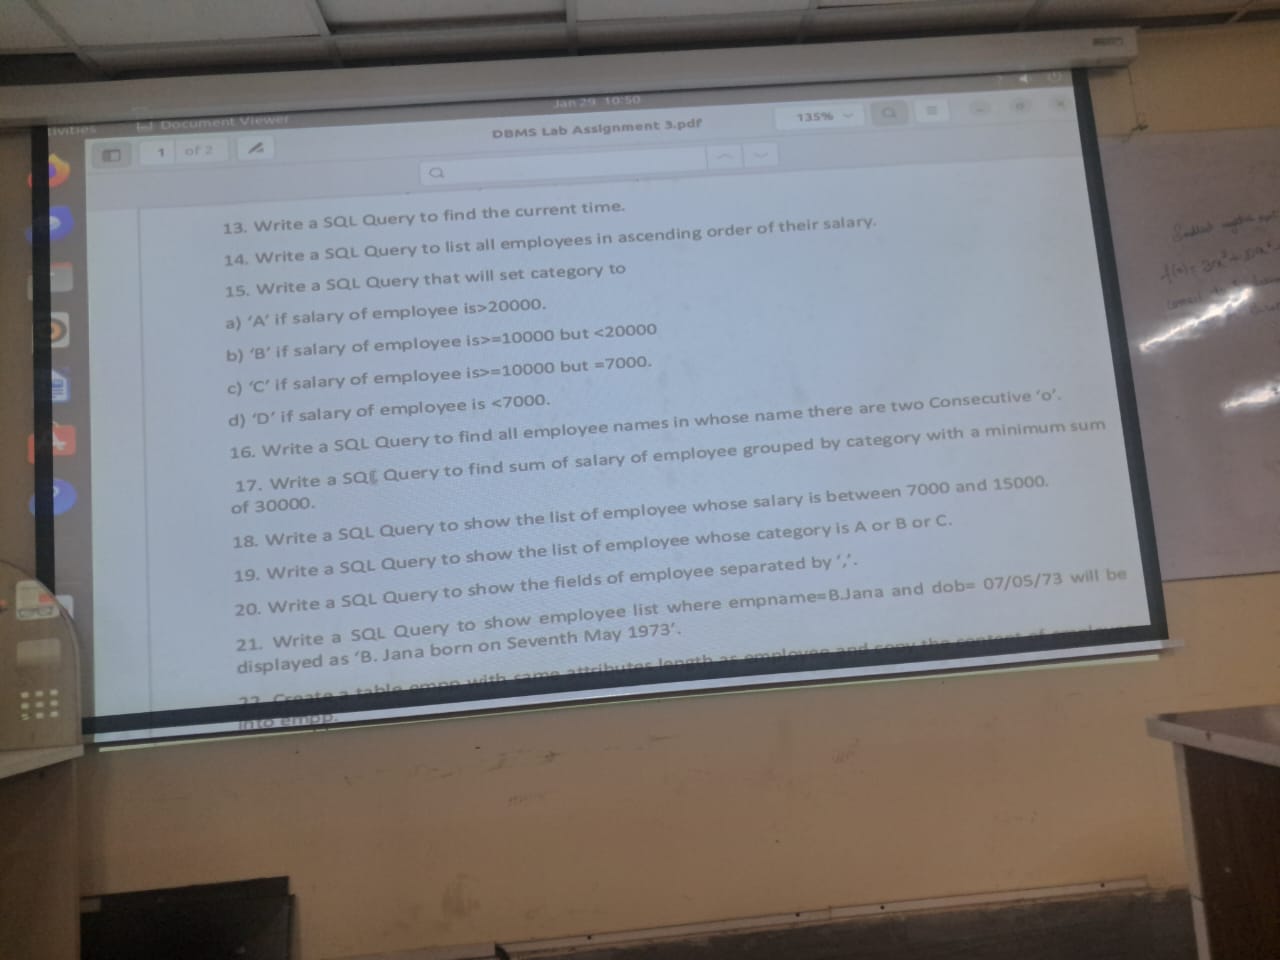 Jan 29 10:50
Document Viewer
DBMS Lab Assignment 3.pdf
135%
1 of 2
13. Write a SQL Query to find the current time.
14. Write a SQL Query to list all employees in ascending order of their salary.
15. Write a SQL Query that will set category to
a) ‘A’ if salary of employee is>20000.
b) ‘B’ if salary of employee is>=10000 but <20000
c) ‘C’ if salary of employee is>=10000 but =7000.
d) ‘D’ if salary of employee is <7000.
16. Write a SQL Query to find all employee names in whose name there are two Consecutive ‘o’.
17. Write a SQL Query to find sum of salary of employee grouped by category with a minimum sum
of 30000.
18. Write a SQL Query to show the list of employee whose salary is between 7000 and 15000.
19. Write a SQL Query to show the list of employee whose category is A or B or C.
20. Write a SQL Query to show the fields of employee separated by ‘,’.
21. Write a SQL Query to show employee list where empname=B.Jana and dob= 07/05/73 will be
displayed as ‘B. Jana born on Seventh May 1973’.
22. Create a table empp with same attributes length as employee and copy the content of employee
into empp.